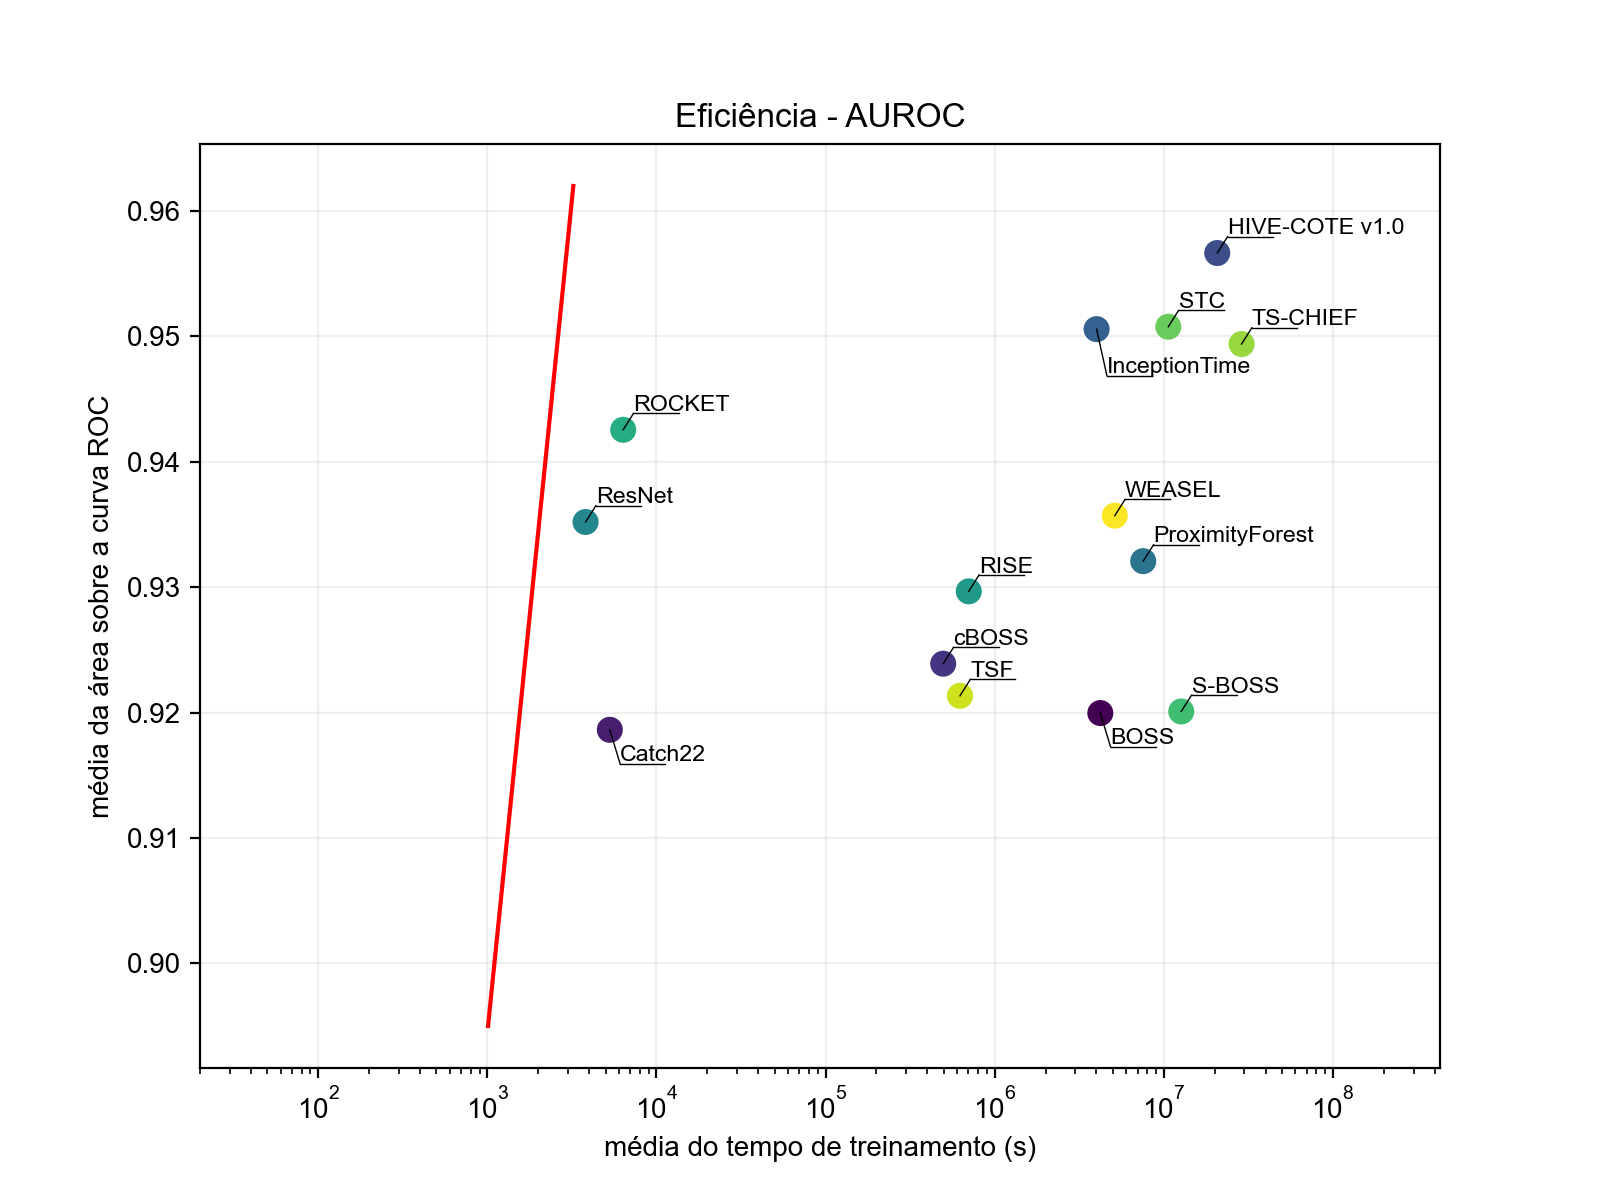 Eficiência - AUROC
0.96
0.95
0.94
0.93
0.92
0.91
0.90
média da área sobre a curva ROC
HIVE-COTE v1.0
STC
TS-CHIEF
InceptionTime
ROCKET
WEASEL
ResNet
ProximityForest
RISE
cBOSS
TSF
S-BOSS
BOSS
Catch22
10² 10³ 10⁴ 10⁵ 10⁶ 10⁷ 10⁸
média do tempo de treinamento (s)